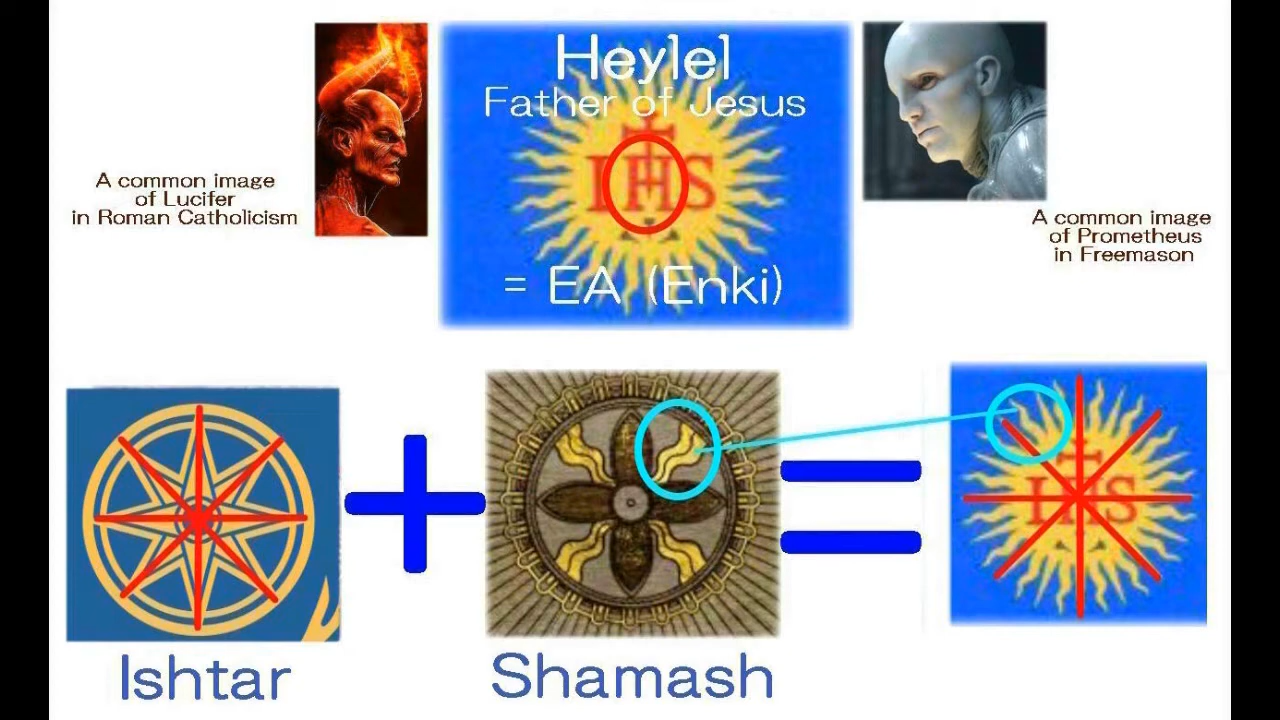 Heylel
Father of Jesus
IHS
= EA (Enki)
A common image
of Lucifer
in Roman Catholicism
A common image
of Prometheus
in Freemason
IHS
Ishtar
Shamash